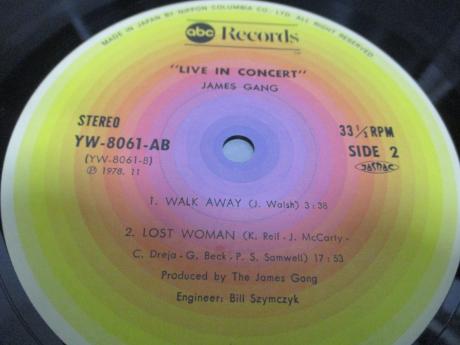 MADE IN JAPAN BY NIPPON COLUMBIA CO., LTD. ALL RIGHTS RESERVED
abc Records
"LIVE IN CONCERT"
JAMES GANG
STEREO
YW-8061-AB
(YW-8061-B)
Ⓟ 1978. 11
33 1/3 RPM
SIDE 2
JASRAC
1. WALK AWAY (J. Walsh) 3:38
2. LOST WOMAN (K. Relf - J. McCarty -
C. Dreja - G. Beck - P. S. Samwell) 17:53
Produced by The James Gang
Engineer: Bill Szymczyk